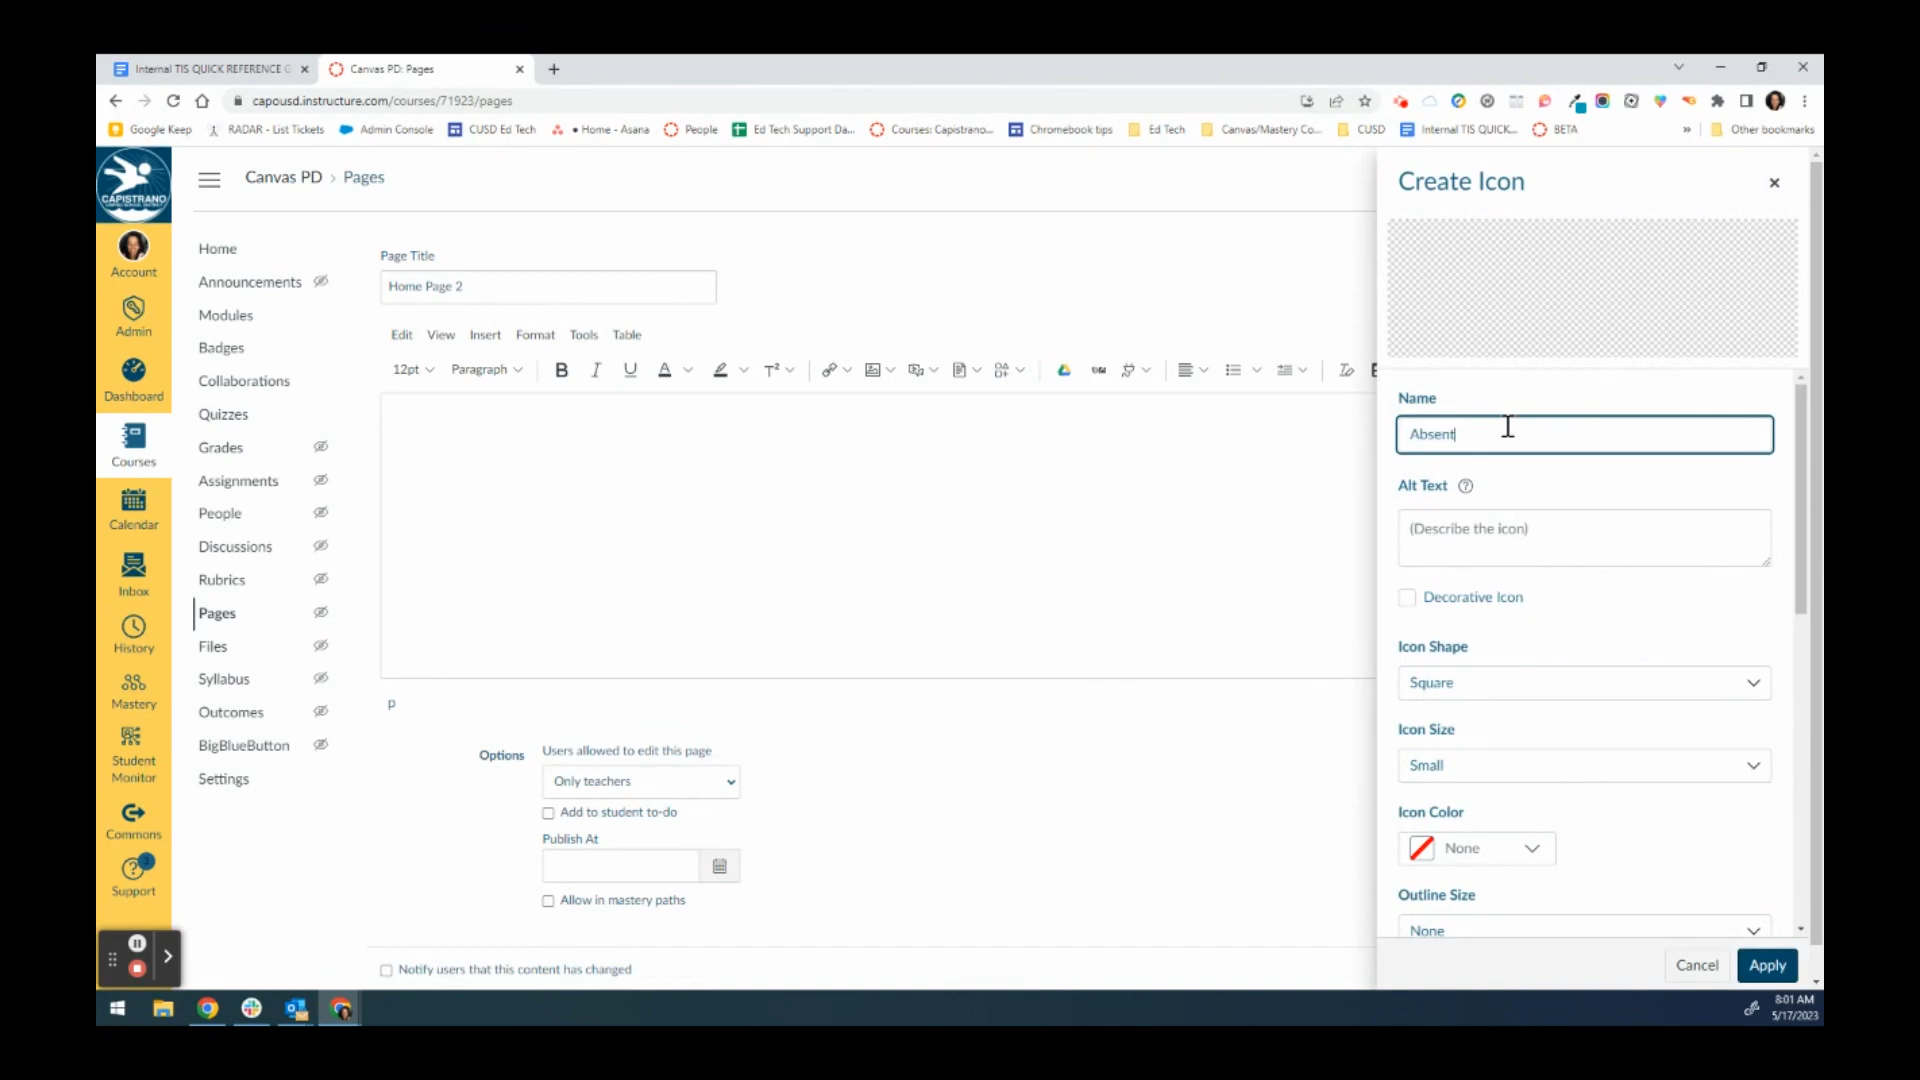 Internal TIS QUICK REFERENCE G
Canvas PD: Pages
capousd.instructure.com/courses/71923/pages
Google Keep
RADAR - List Tickets
Admin Console
CUSD Ed Tech
• Home - Asana
People
Ed Tech Support Da...
Courses: Capistrano...
Chromebook tips
Ed Tech
Canvas/Mastery Co...
CUSD
Internal TIS QUICK...
BETA
»
Other bookmarks
CAPISTRANO
Account
Admin
Dashboard
Courses
Calendar
Inbox
History
Mastery
Student
Monitor
Commons
2
Support
Canvas PD › Pages
Home
Announcements
Modules
Badges
Collaborations
Quizzes
Grades
Assignments
People
Discussions
Rubrics
Pages
Files
Syllabus
Outcomes
BigBlueButton
Settings
Page Title
Home Page 2
Edit View Insert Format Tools Table
12pt Paragraph B I U A T²
p
Options
Users allowed to edit this page
Only teachers
Add to student to-do
Publish At
Allow in mastery paths
Notify users that this content has changed
Create Icon
Name
Absent
Alt Text
(Describe the icon)
Decorative Icon
Icon Shape
Square
Icon Size
Small
Icon Color
None
Outline Size
None
Cancel
Apply
8:01 AM
5/17/2023